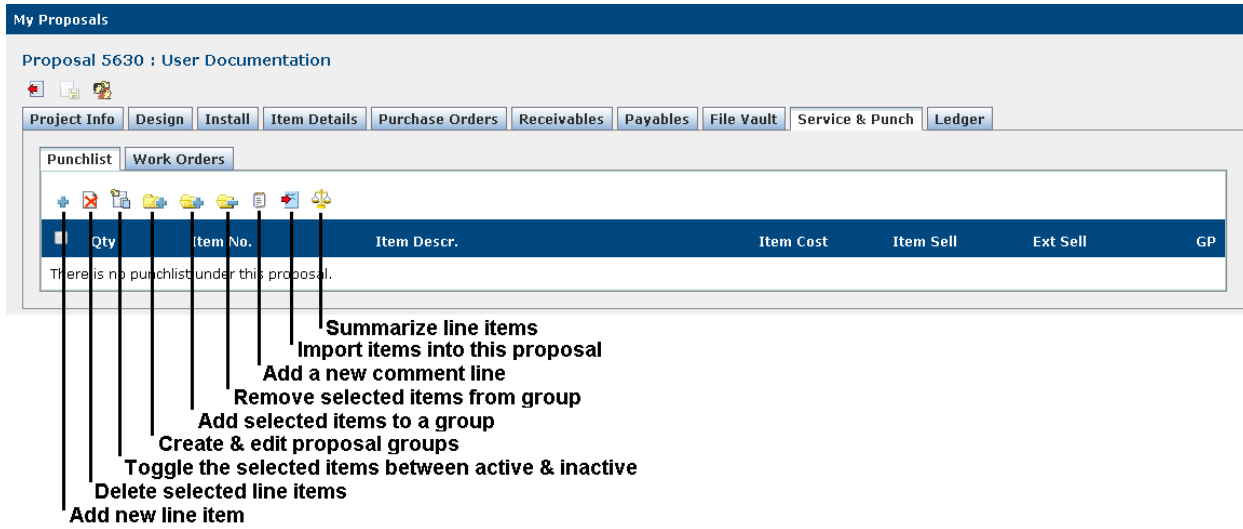 My Proposals
Proposal 5630 : User Documentation
Project Info Design Install Item Details Purchase Orders Receivables Payables File Vault Service & Punch Ledger
Punchlist Work Orders
Qty Item No. Item Descr. Item Cost Item Sell Ext Sell GP
There is no punchlist under this proposal.
Summarize line items
Import items into this proposal
Add a new comment line
Remove selected items from group
Add selected items to a group
Create & edit proposal groups
Toggle the selected items between active & inactive
Delete selected line items
Add new line item